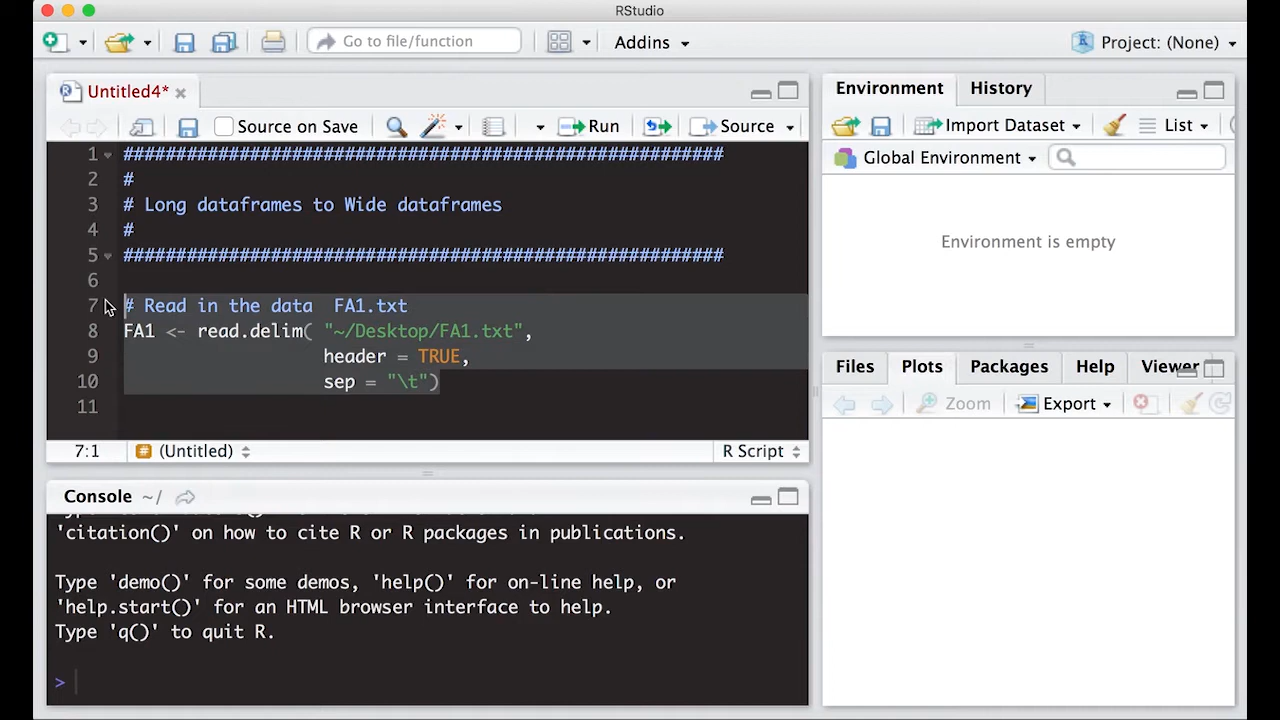 RStudio
Go to file/function
Addins
Project: (None)
Untitled4*
Source on Save
Run
Source
1 #########################################################
2 #
3 # Long dataframes to Wide dataframes
4 #
5 #########################################################
6
7 # Read in the data  FA1.txt
8 FA1 <- read.delim( "~/Desktop/FA1.txt",
9 header = TRUE,
10 sep = "\t")
11
7:1
# (Untitled)
R Script
Console ~/
'citation()' on how to cite R or R packages in publications.
Type 'demo()' for some demos, 'help()' for on-line help, or
'help.start()' for an HTML browser interface to help.
Type 'q()' to quit R.
>
Environment
History
Import Dataset
List
Global Environment
Environment is empty
Files
Plots
Packages
Help
Viewer
Zoom
Export